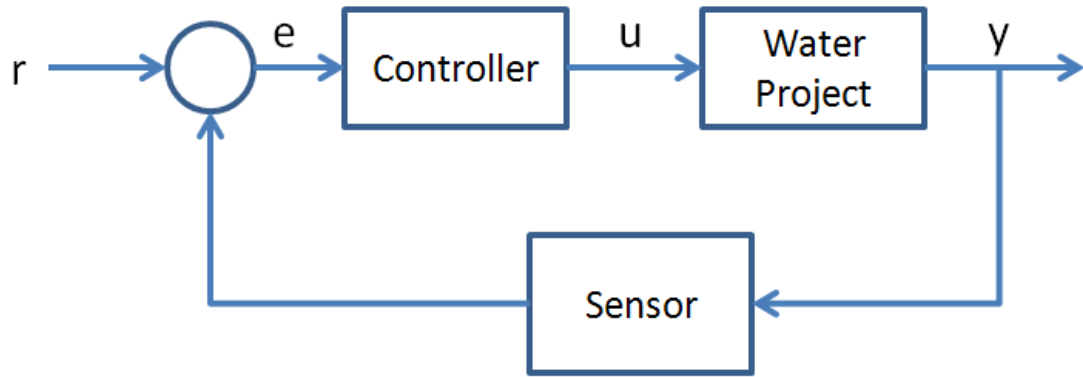 r
e
Controller
u
Water
Project
y
Sensor